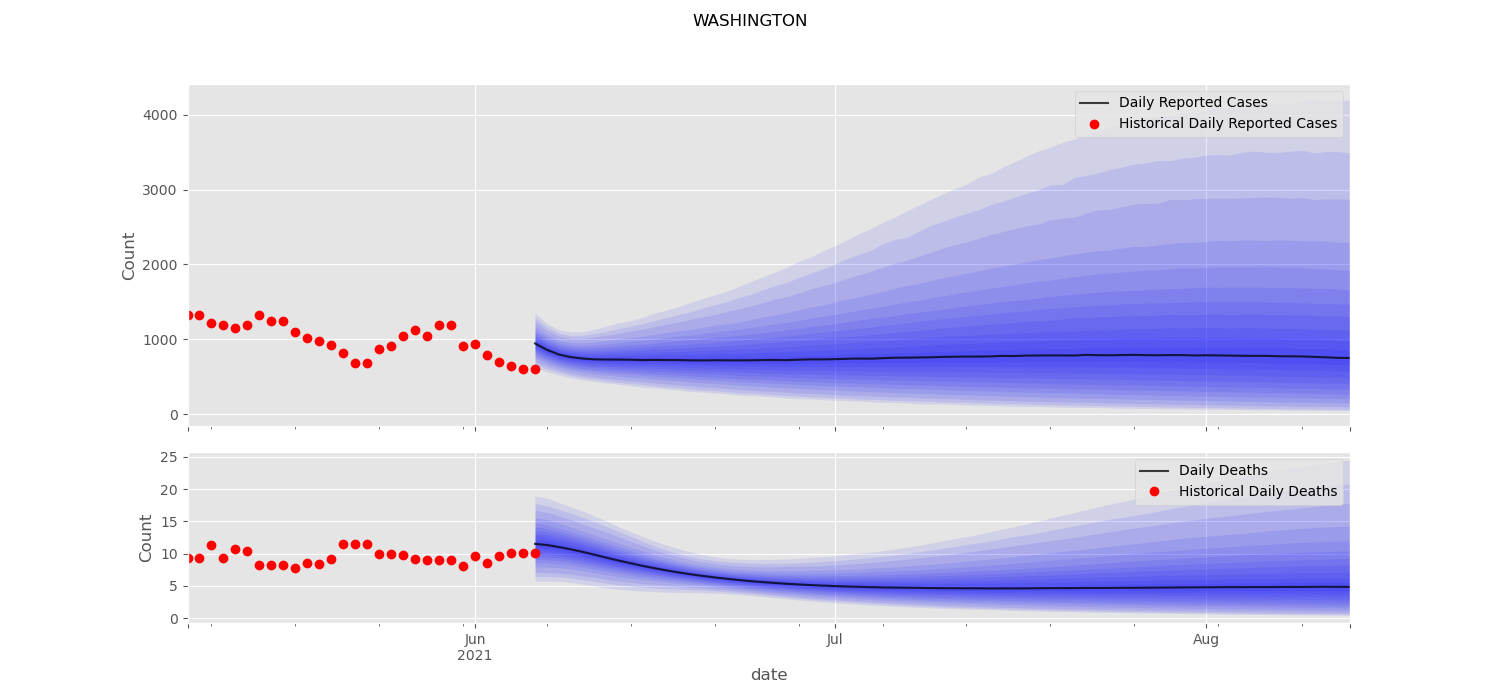 WASHINGTON
Daily Reported Cases
Historical Daily Reported Cases
4000
3000
2000
1000
0
Count
Daily Deaths
Historical Daily Deaths
25
20
15
10
5
0
Count
Jun
2021
Jul
Aug
date